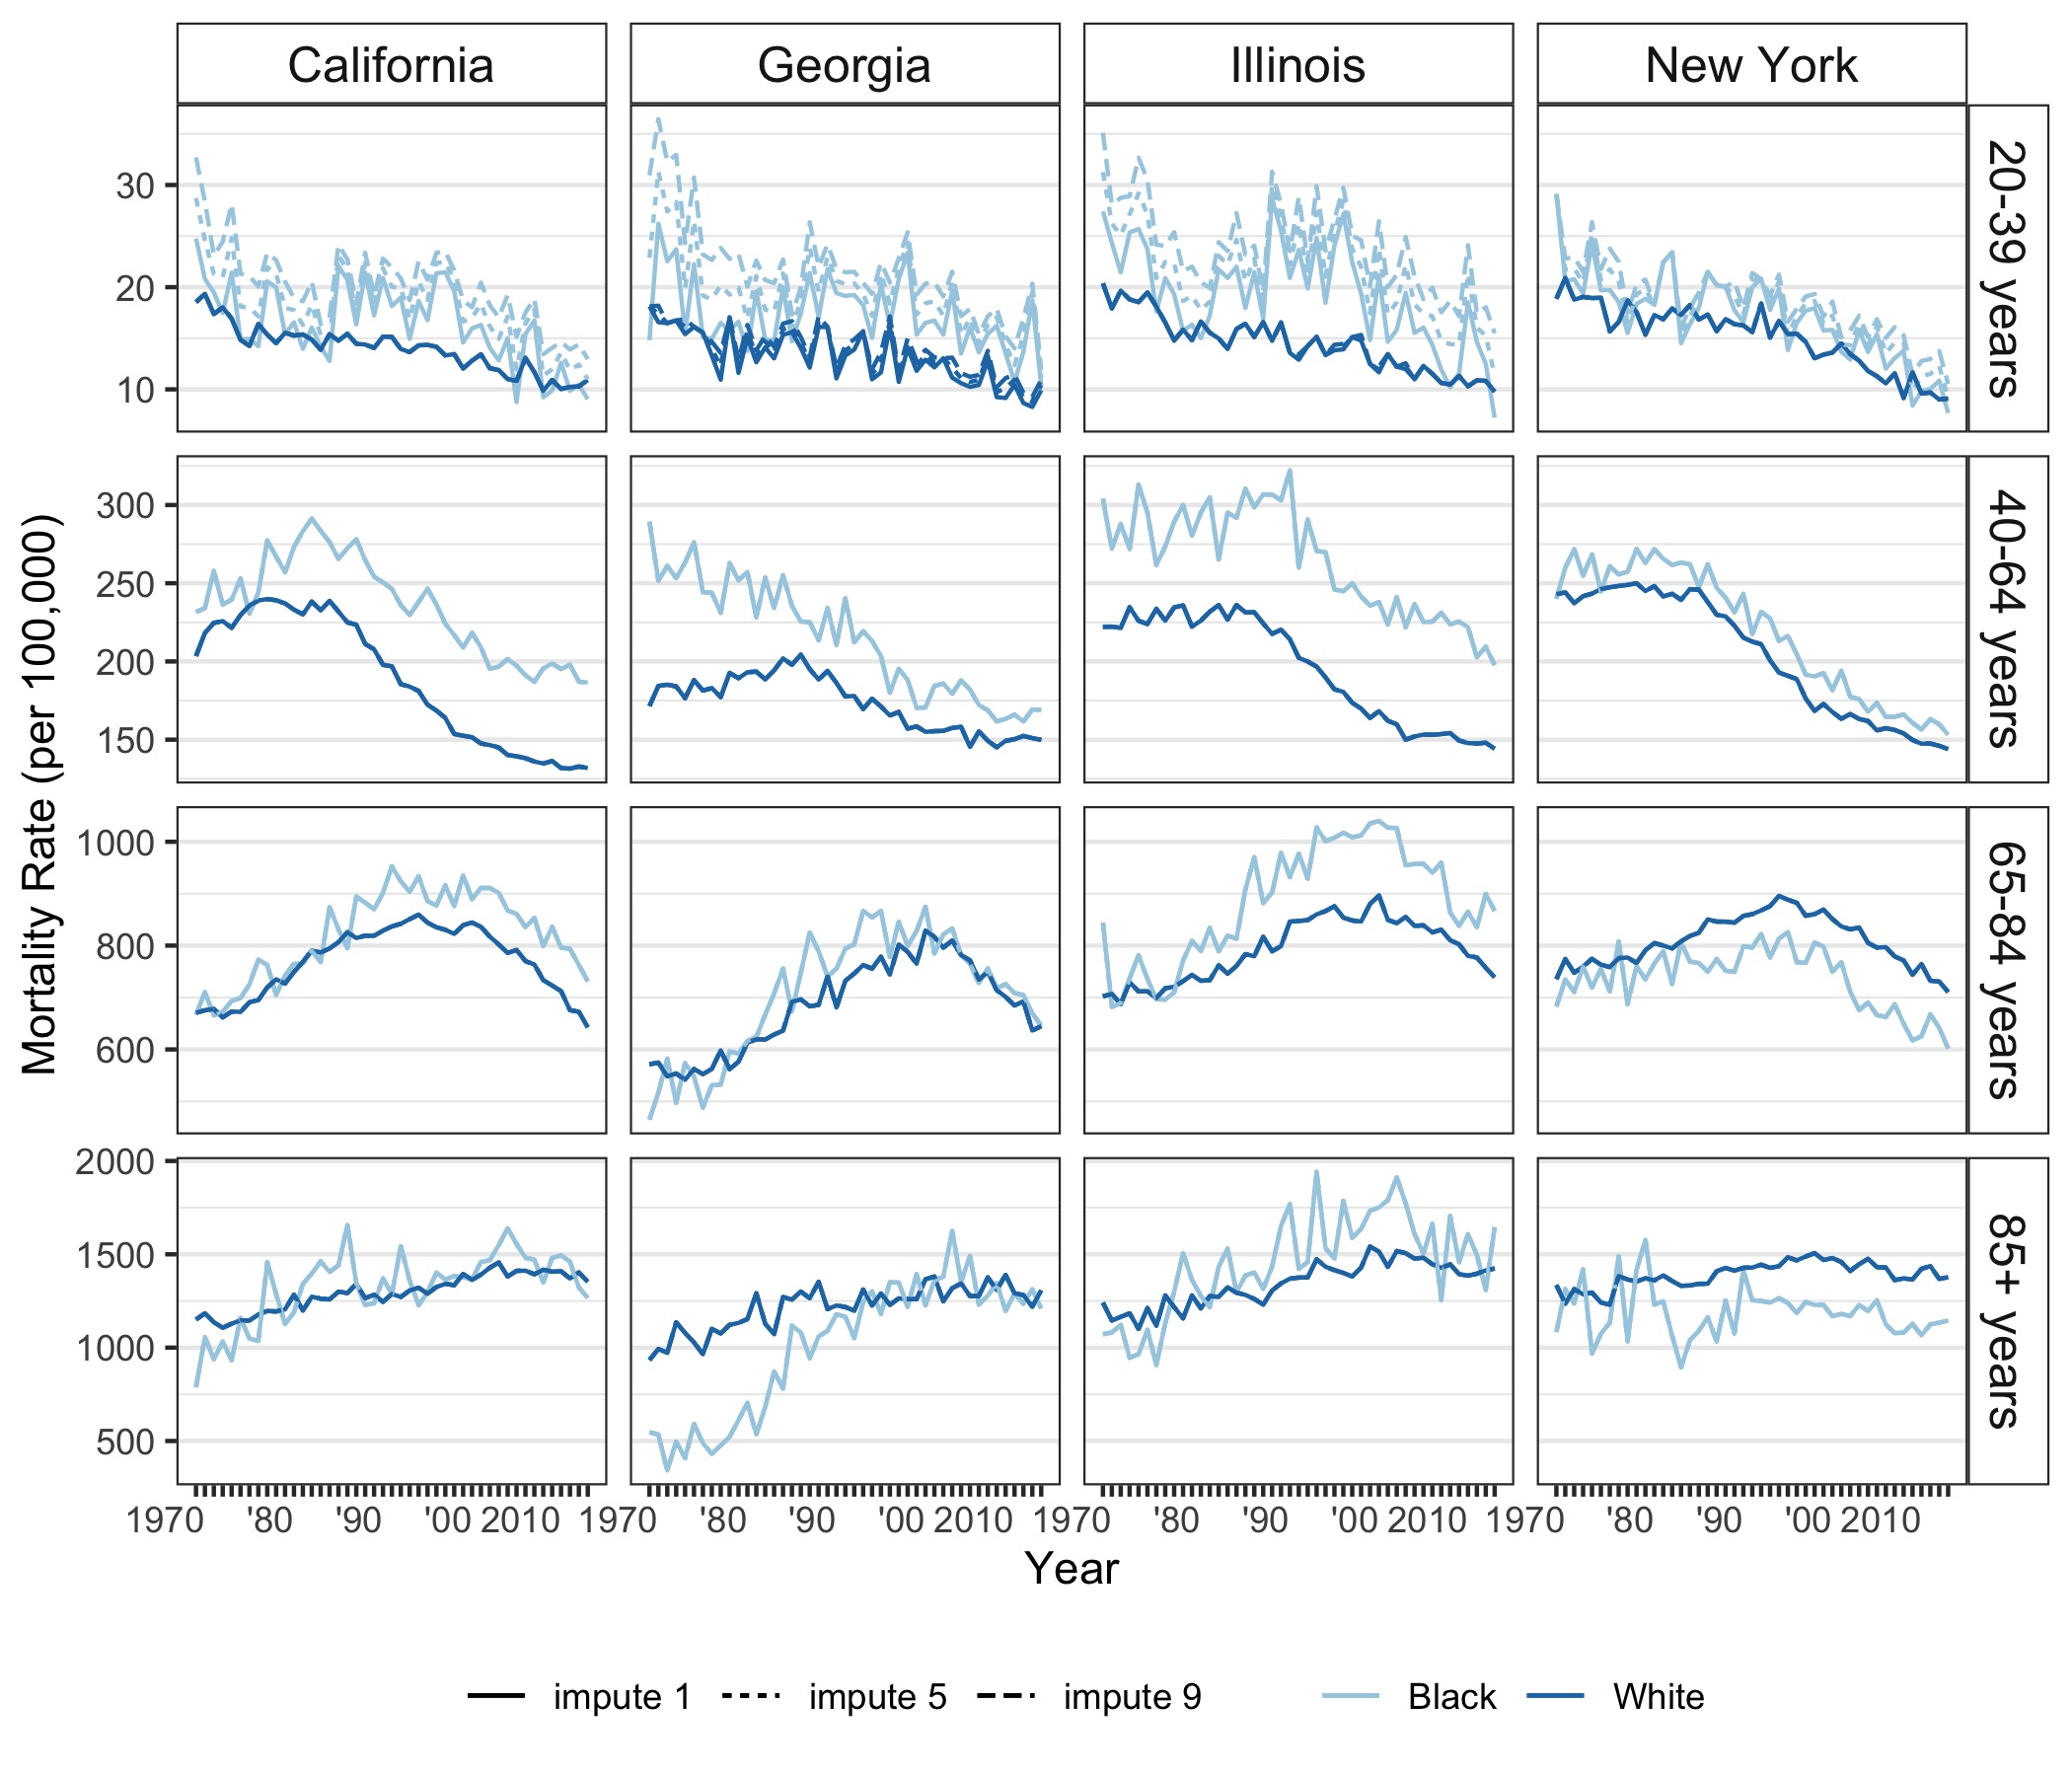 California Georgia Illinois New York
30
20
10
20-39 years
300
250
200
150
40-64 years
1000
800
600
65-84 years
2000
1500
1000
500
85+ years
Mortality Rate (per 100,000)
1970 '80 '90 '00 2010 1970 '80 '90 '00 2010 '80 '90 '00 2010 1970 '80 '90 '00 2010
Year
impute 1 impute 5 impute 9 Black White